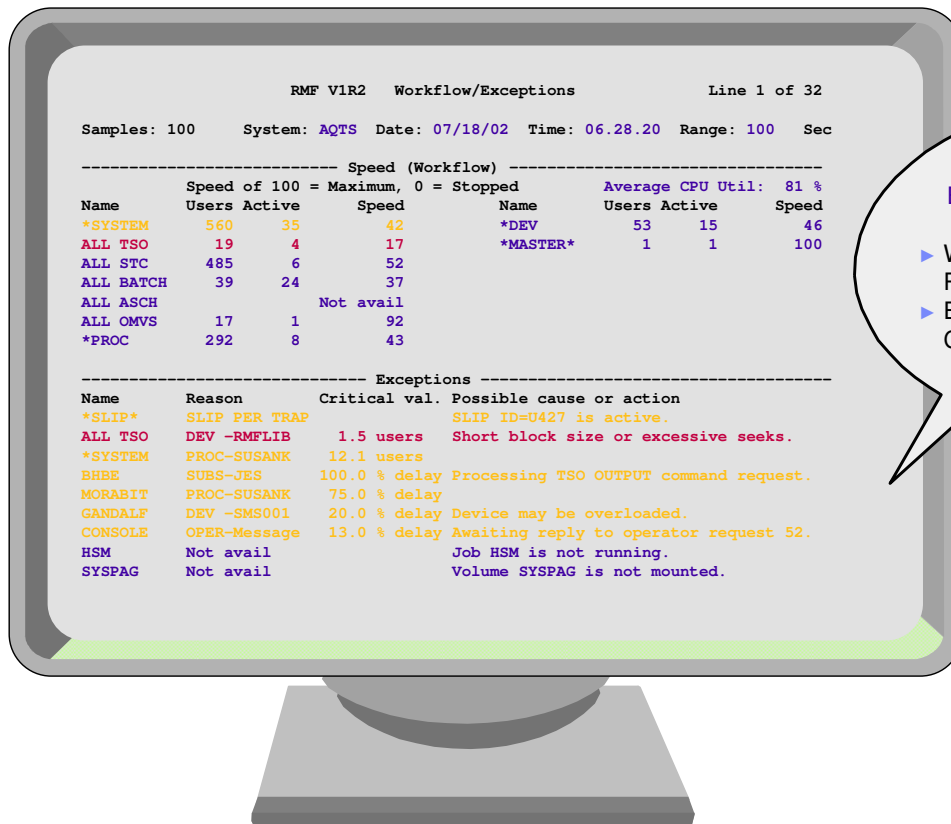 RMF V1R2 Workflow/Exceptions Line 1 of 32
Samples: 100 System: AQTS Date: 07/18/02 Time: 06.28.20 Range: 100 Sec
--------------------------- Speed (Workflow) ---------------------------------
Speed of 100 = Maximum, 0 = Stopped Average CPU Util: 81 %
Name Users Active Speed Name Users Active Speed
*SYSTEM 560 35 42 *DEV 53 15 46
ALL TSO 19 4 17 *MASTER* 1 1 100
ALL STC 485 6 52
ALL BATCH 39 24 37
ALL ASCH Not avail
ALL OMVS 17 1 92
*PROC 292 8 43
------------------------------ Exceptions -------------------------------------
Name Reason Critical val. Possible cause or action
*SLIP* SLIP PER TRAP SLIP ID=U427 is active.
ALL TSO DEV -RMFLIB 1.5 users Short block size or excessive seeks.
*SYSTEM PROC-SUSANK 12.1 users
BHBE SUBS-JES 100.0 % delay Processing TSO OUTPUT command request.
MORABIT PROC-SUSANK 75.0 % delay
GANDALF DEV -SMS001 20.0 % delay Device may be overloaded.
CONSOLE OPER-Message 13.0 % delay Awaiting reply to operator request 52.
HSM Not avail Job HSM is not running.
SYSPAG Not avail Volume SYSPAG is not mounted.